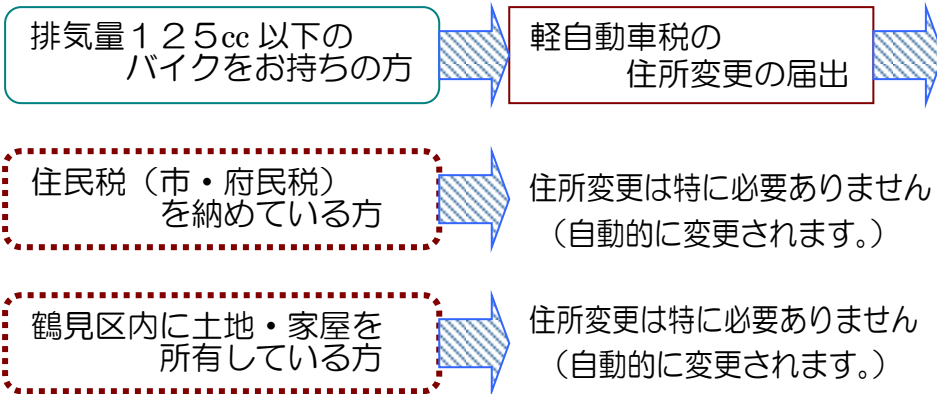 排気量１２５cc 以下の
バイクをお持ちの方
軽自動車税の
住所変更の届出
住民税（市・府民税）
を納めている方
住所変更は特に必要ありません
（自動的に変更されます。）
鶴見区内に土地・家屋を
所有している方
住所変更は特に必要ありません
（自動的に変更されます。）